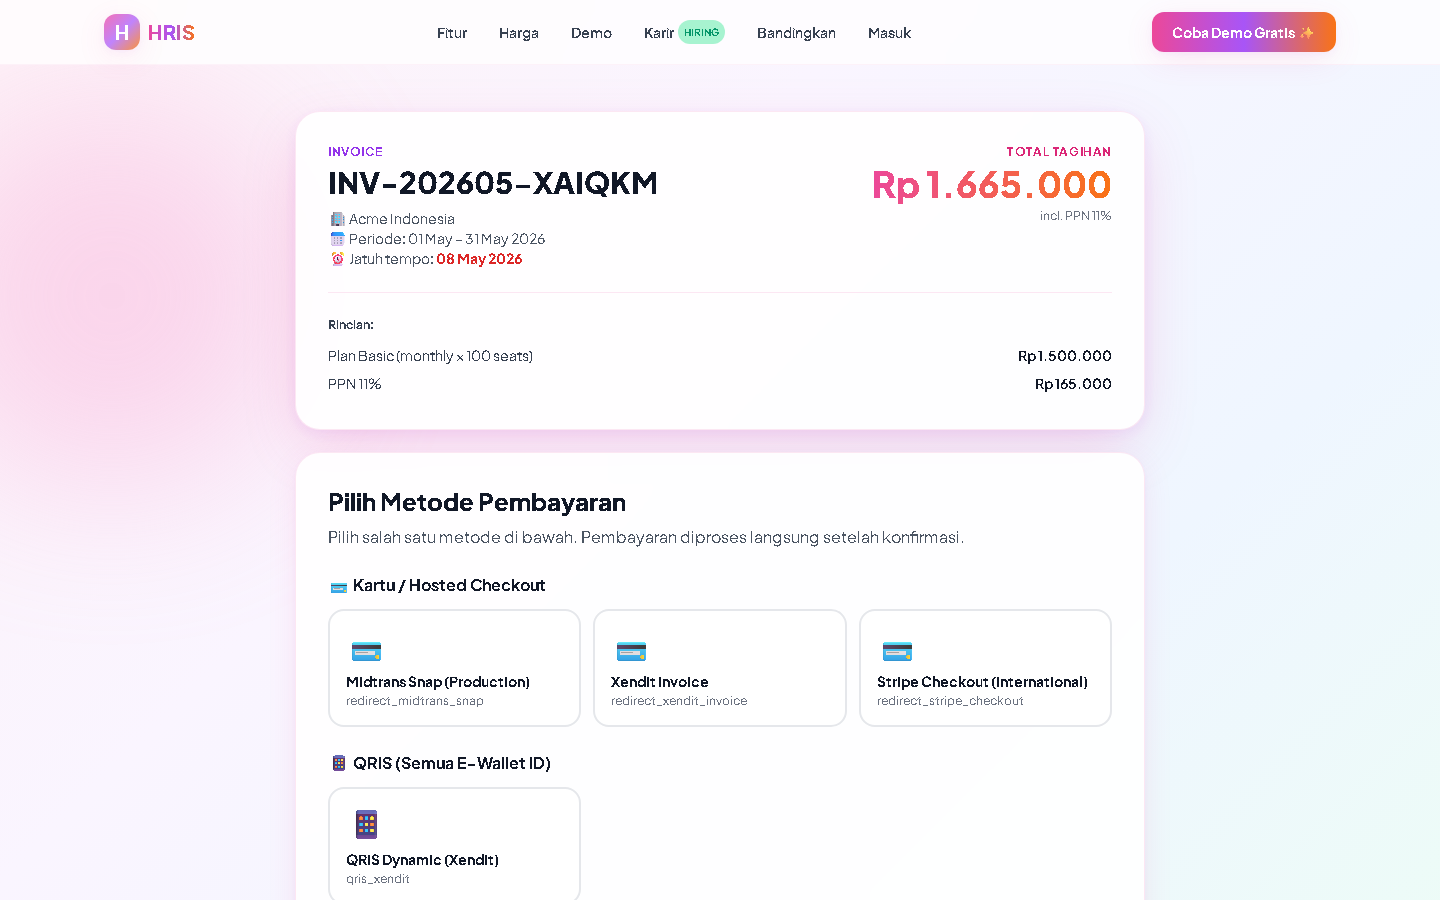 H HRIS
Fitur
Harga
Demo
Karir HIRING
Bandingkan
Masuk
Coba Demo Gratis ✨
INVOICE
INV-202605-XAIQKM
Acme Indonesia
Periode: 01 May – 31 May 2026
Jatuh tempo: 08 May 2026
TOTAL TAGIHAN
Rp 1.665.000
incl. PPN 11%
Rincian:
Plan Basic (monthly x 100 seats) Rp 1.500.000
PPN 11% Rp 165.000
Pilih Metode Pembayaran
Pilih salah satu metode di bawah. Pembayaran diproses langsung setelah konfirmasi.
Kartu / Hosted Checkout
Midtrans Snap (Production)
redirect_midtrans_snap
Xendit Invoice
redirect_xendit_invoice
Stripe Checkout (International)
redirect_stripe_checkout
QRIS (Semua E-Wallet ID)
QRIS Dynamic (Xendit)
qris_xendit